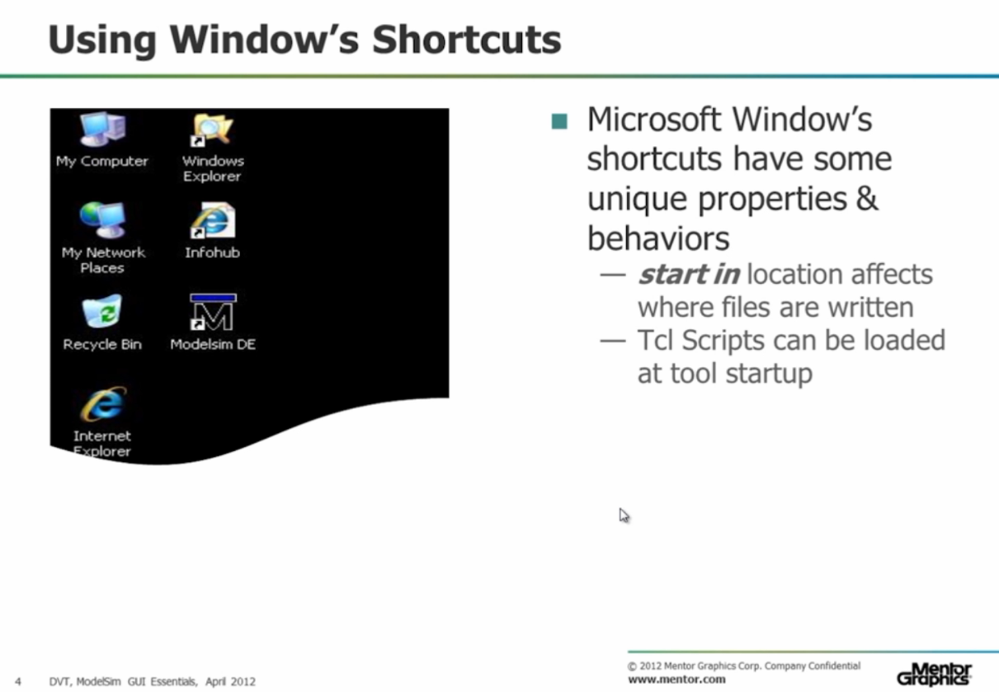 Using Window’s Shortcuts
My Computer
Windows
Explorer
My Network
Places
Infohub
Recycle Bin
Modelsim DE
Internet
Explorer
Microsoft Window’s
shortcuts have some
unique properties &
behaviors
— start in location affects
where files are written
— Tcl Scripts can be loaded
at tool startup
4 DVT, ModelSim GUI Essentials, April 2012
© 2012 Mentor Graphics Corp. Company Confidential
www.mentor.com
Mentor
Graphics